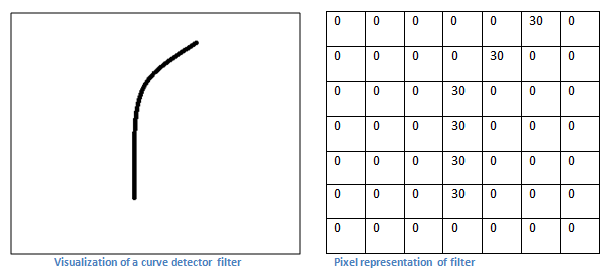 0 0 0 0 0 30 0
0 0 0 0 30 0 0
0 0 0 30 0 0 0
0 0 0 30 0 0 0
0 0 0 30 0 0 0
0 0 0 30 0 0 0
0 0 0 0 0 0 0
Visualization of a curve detector filter
Pixel representation of filter